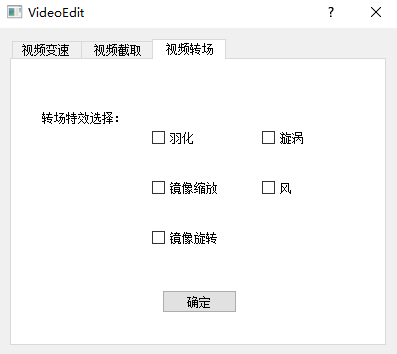 VideoEdit
视频变速 视频截取 视频转场
转场特效选择：
羽化 漩涡
镜像缩放 风
镜像旋转
确定